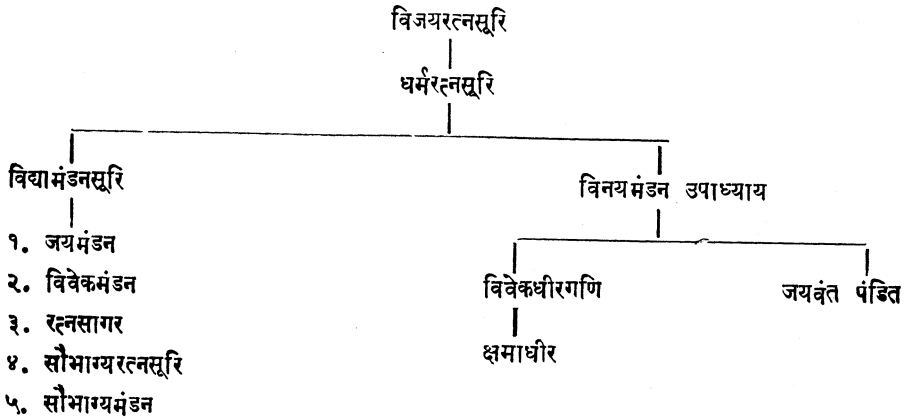 विजयरत्नसूरि
धर्मरत्नसूरि
विद्यामंडनसूरि
१. जयमंडन
२. विवेकमंडन
३. रत्नसागर
४. सौभाग्यरत्नसूरि
५. सौभाग्यमंडन
विनयमंडन उपाध्याय
विवेकधीरगणि
क्षमाधीर
जयवंत पंडित